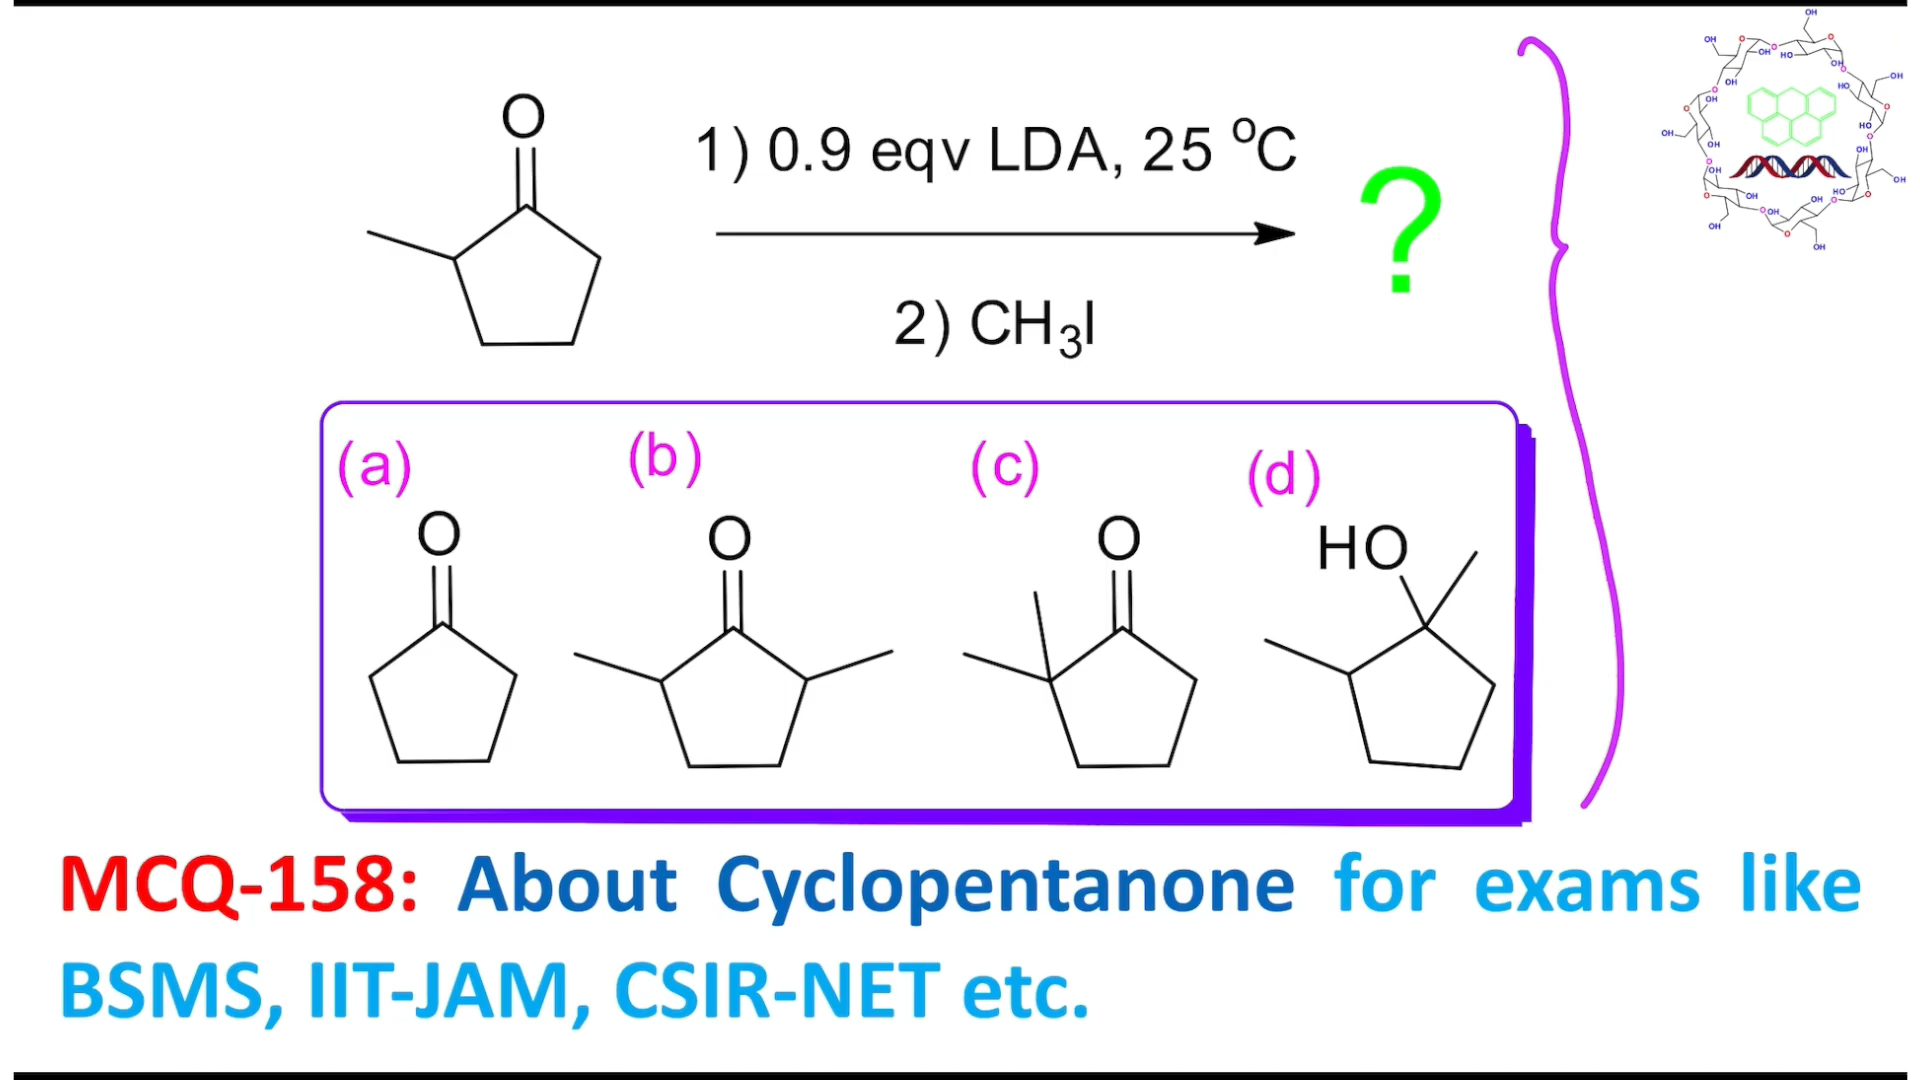 O
1) 0.9 eqv LDA, 25 °C
?
2) CH₃I
(a) (b) (c) (d)
O O O HO
MCQ-158: About Cyclopentanone for exams like
BSMS, IIT-JAM, CSIR-NET etc.